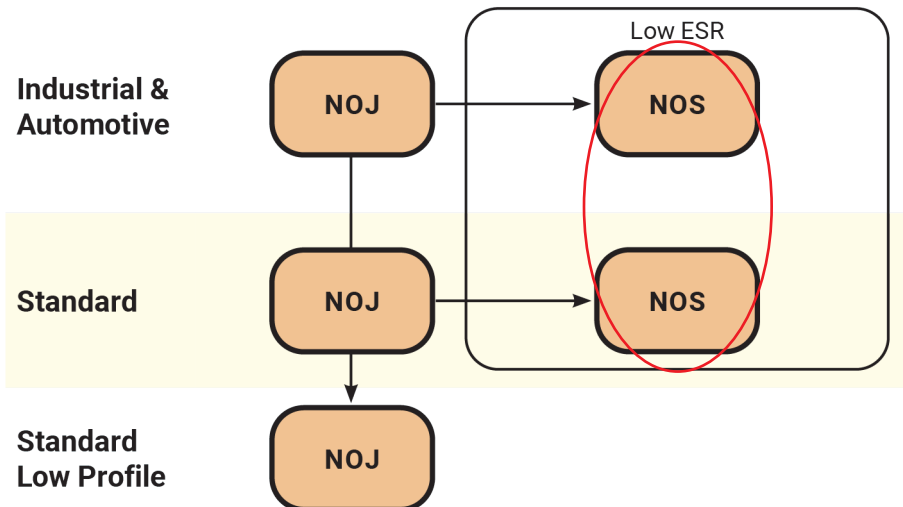 Low ESR
Industrial &
Automotive
NOJ
NOS
Standard
NOJ
NOS
Standard
Low Profile
NOJ